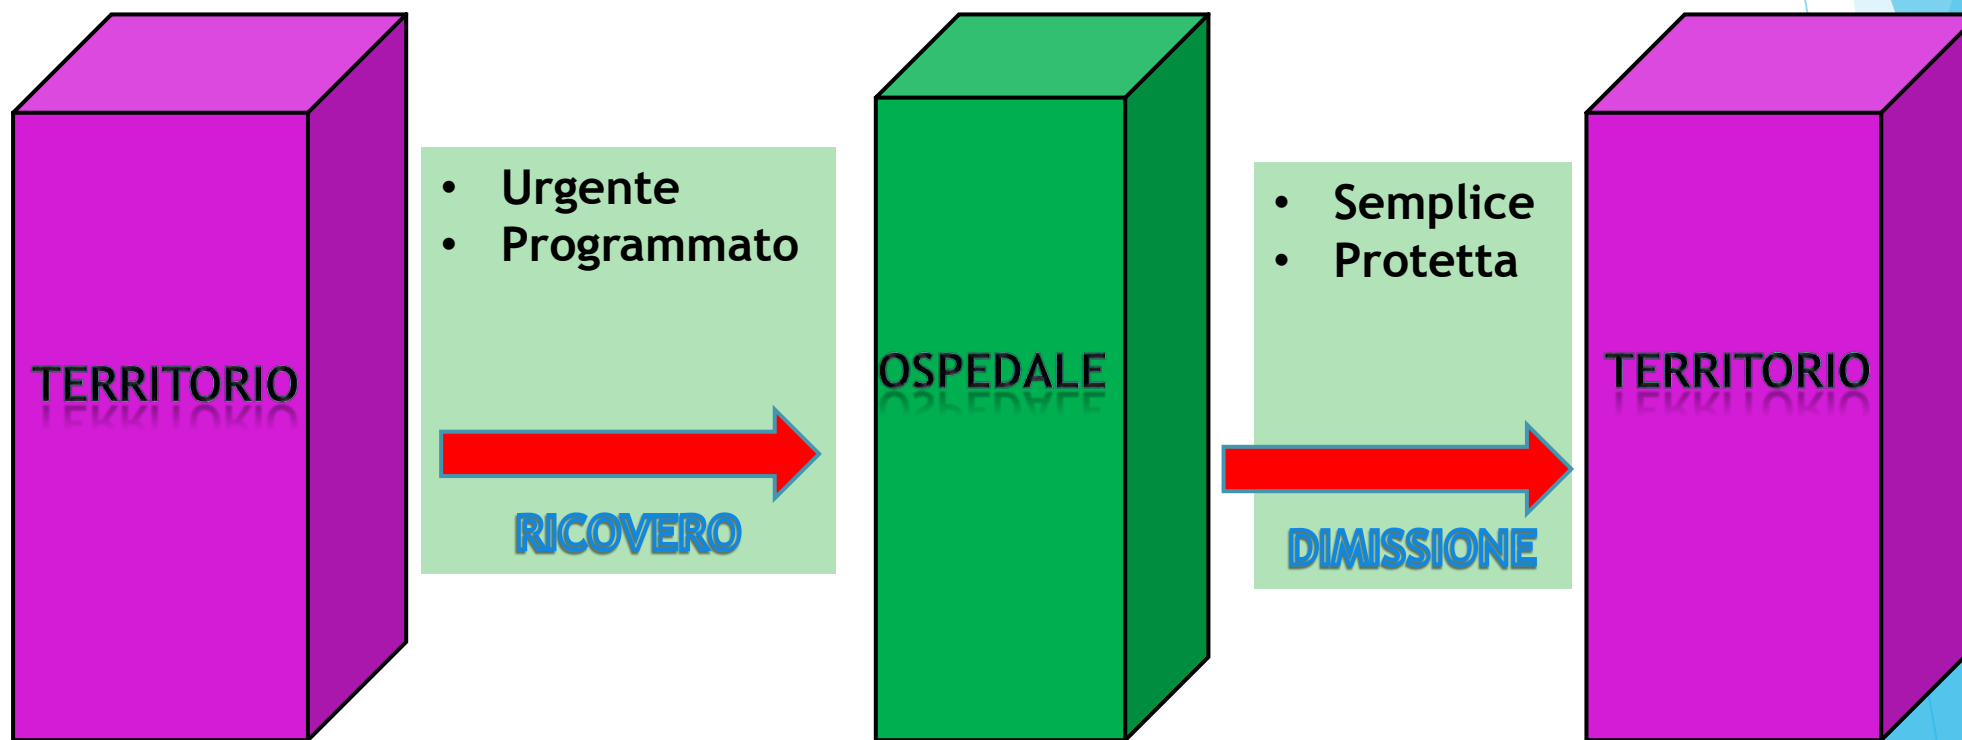 TERRITORIO
• Urgente
• Programmato
RICOVERO
OSPEDALE
• Semplice
• Protetta
DIMISSIONE
TERRITORIO